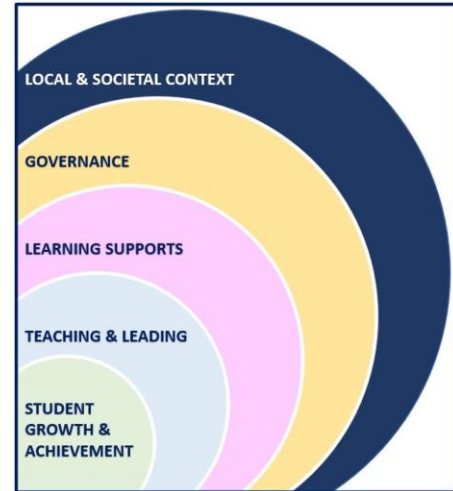 LOCAL & SOCIETAL CONTEXT
GOVERNANCE
LEARNING SUPPORTS
TEACHING & LEADING
STUDENT
GROWTH &
ACHIEVEMENT